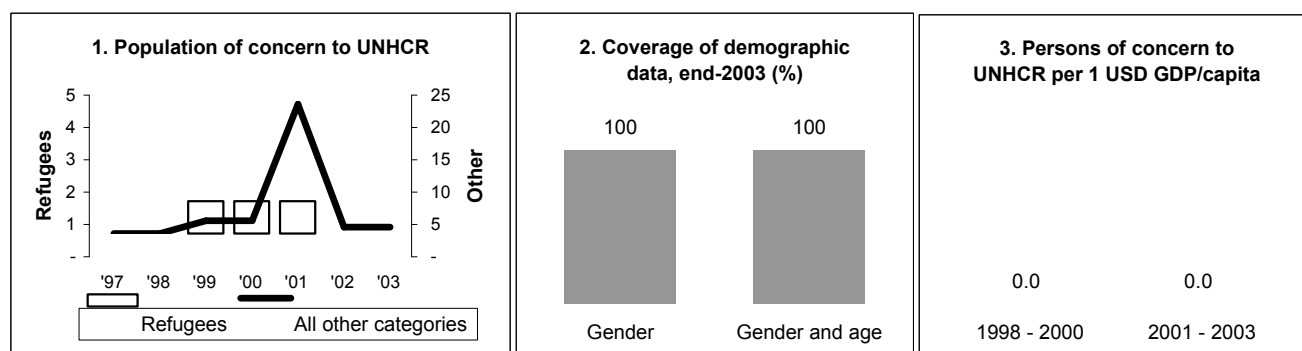 1. Population of concern to UNHCR
Refugees
5
4
3
2
1
-
25
20
15
10
5
-
Other
'97 '98 '99 '00 '01 '02 '03
Refugees All other categories
2. Coverage of demographic
data, end-2003 (%)
100 100
Gender Gender and age
3. Persons of concern to
UNHCR per 1 USD GDP/capita
0.0 0.0
1998 - 2000 2001 - 2003